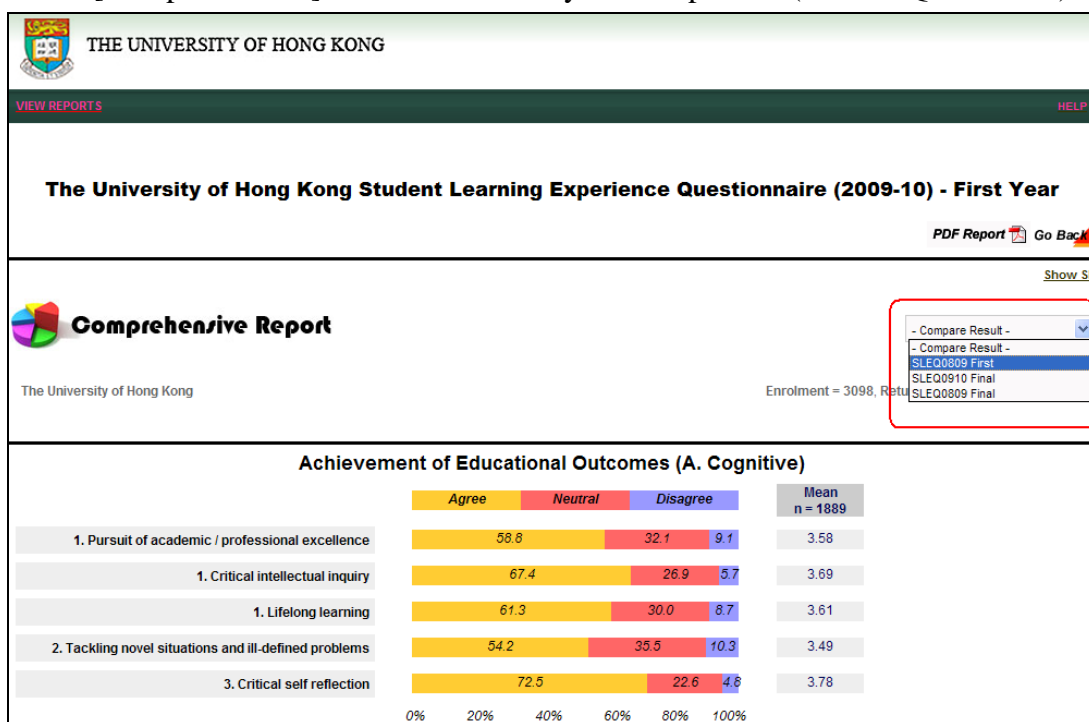 THE UNIVERSITY OF HONG KONG
VIEW REPORTS
HELP
The University of Hong Kong Student Learning Experience Questionnaire (2009-10) - First Year
PDF Report Go Back
Show S
Comprehensive Report
- Compare Result -
- Compare Result -
SLEQ0809 First
SLEQ0910 Final
SLEQ0809 Final
The University of Hong Kong
Enrolment = 3098, Retu
Achievement of Educational Outcomes (A. Cognitive)
Agree Neutral Disagree
Mean
n = 1889
1. Pursuit of academic / professional excellence 58.8 32.1 9.1 3.58
1. Critical intellectual inquiry 67.4 26.9 5.7 3.69
1. Lifelong learning 61.3 30.0 8.7 3.61
2. Tackling novel situations and ill-defined problems 54.2 35.5 10.3 3.49
3. Critical self reflection 72.5 22.6 4.8 3.78
0% 20% 40% 60% 80% 100%